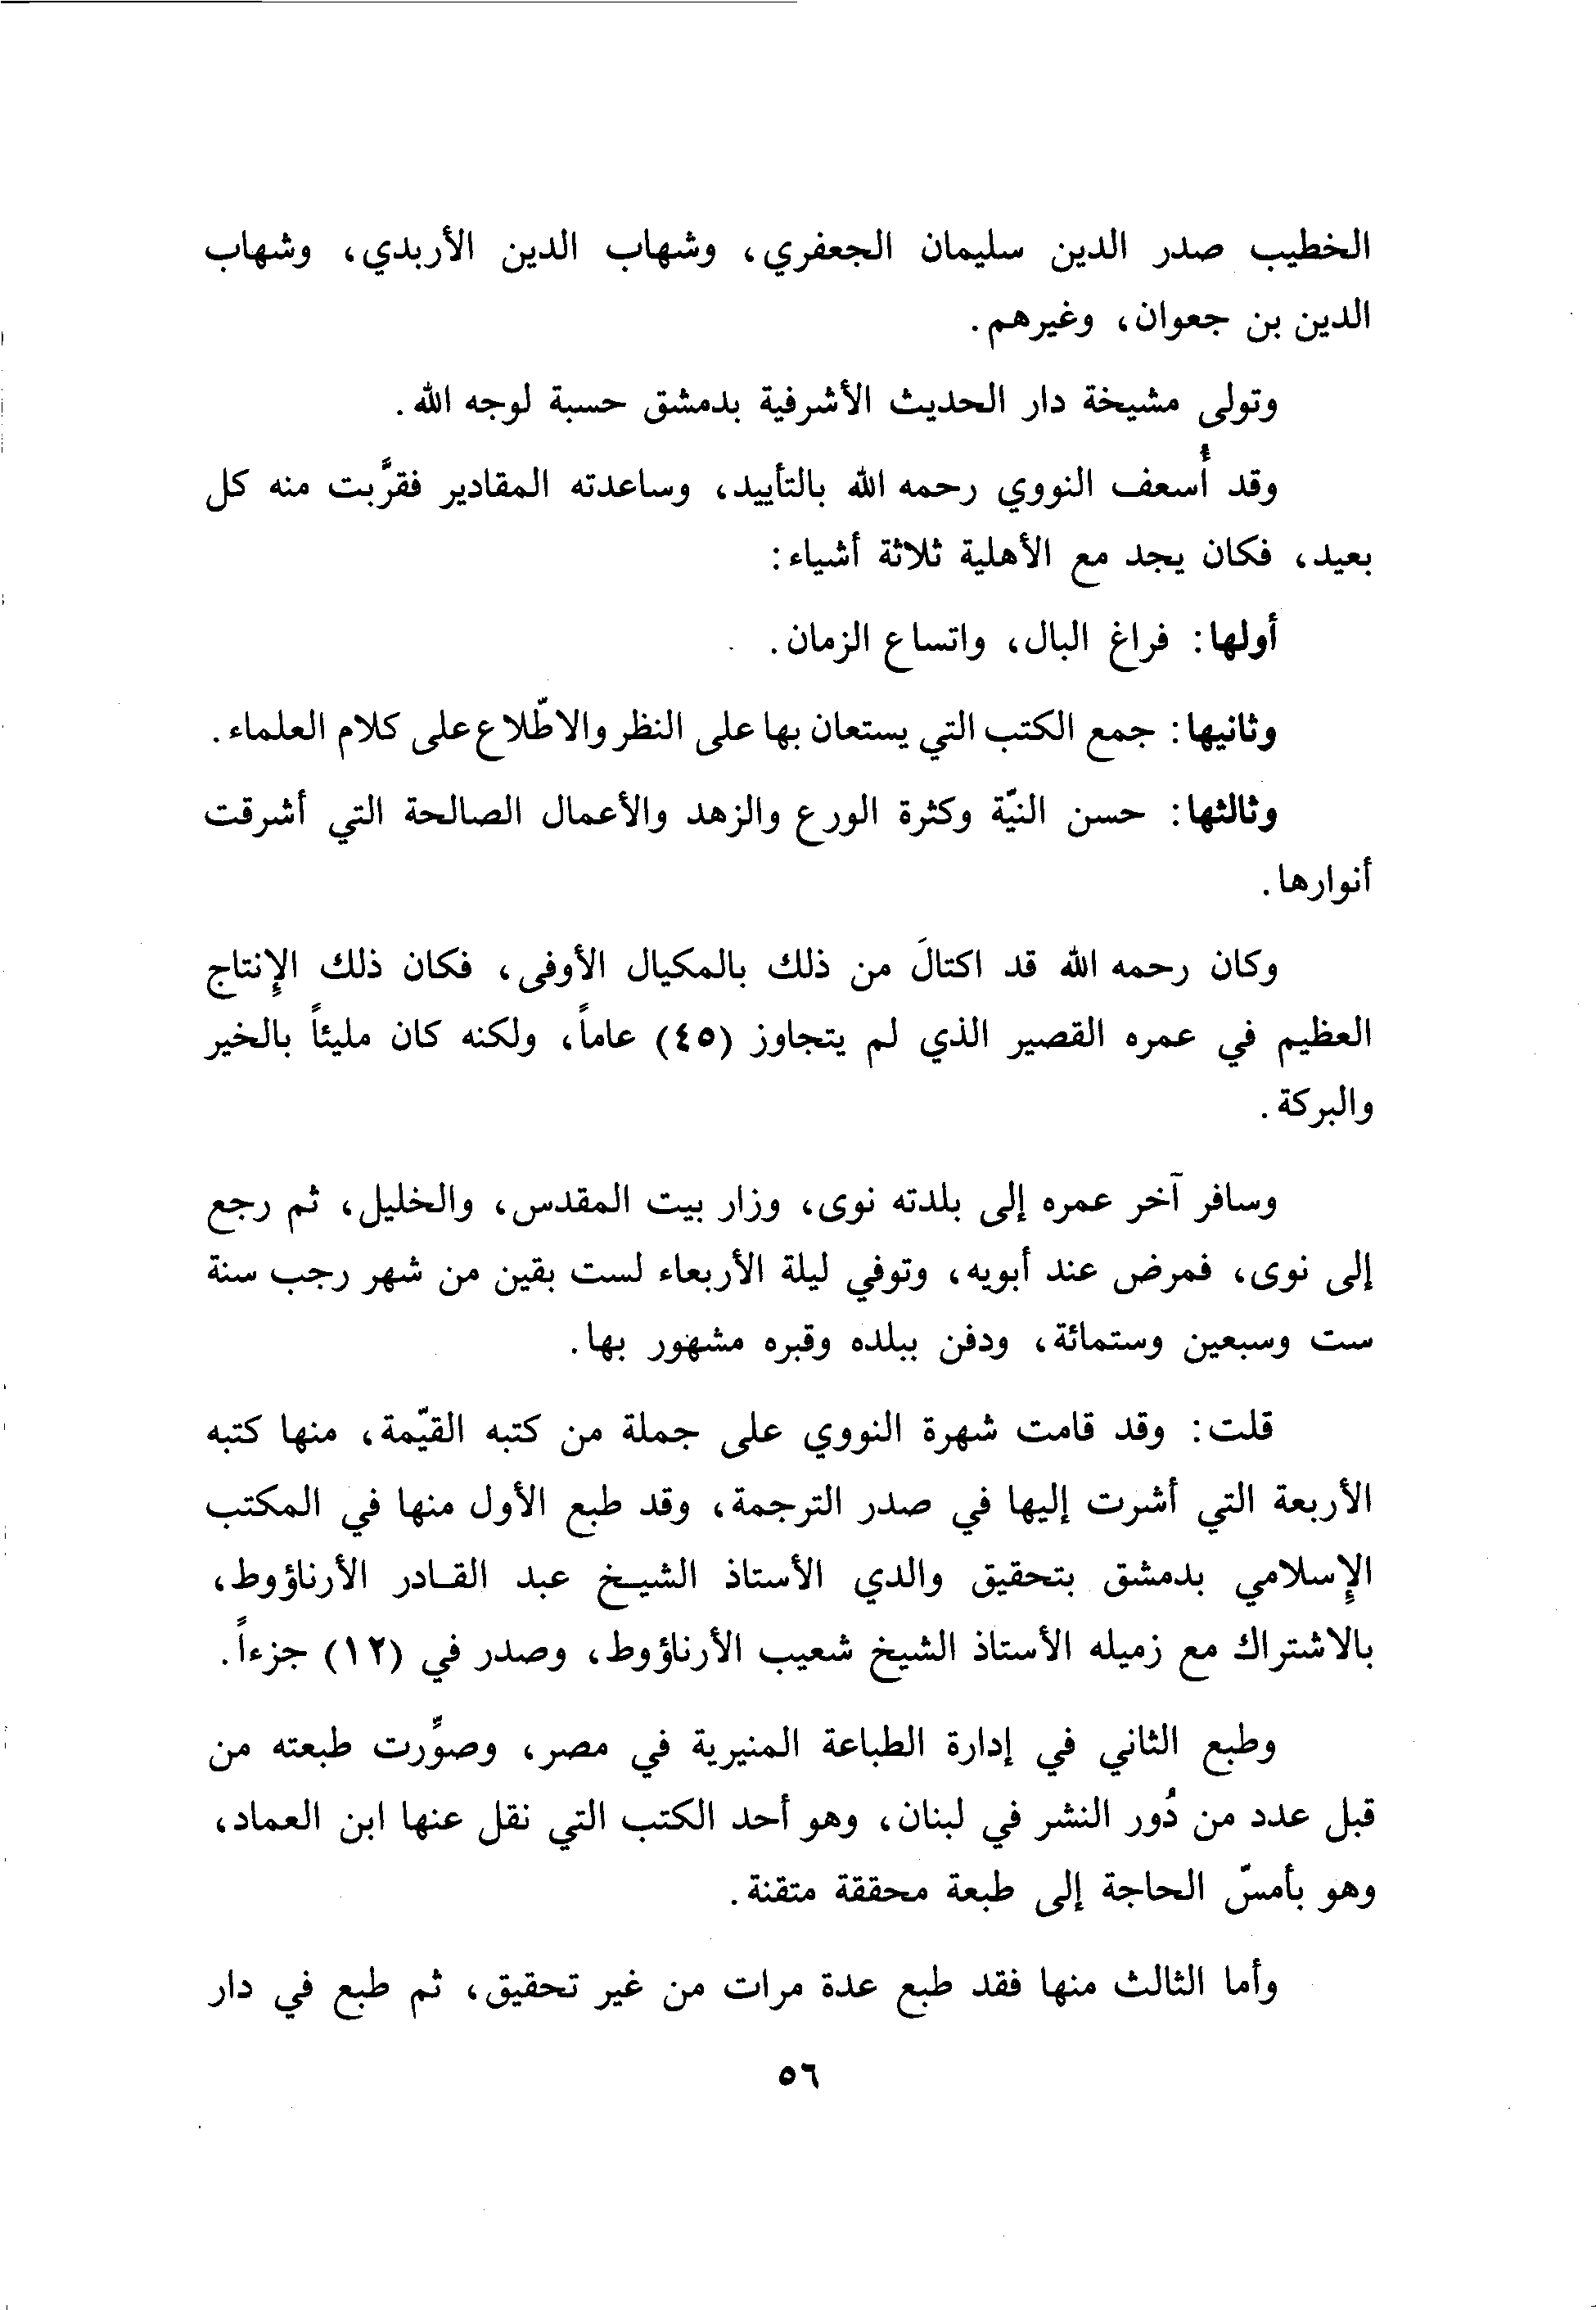 الخطيب صدر الدين سليمان الجعفري، وشهاب الدين الأربدي، وشهاب
الدين بن جعوان، وغيرهم.
وتولى مشيخة دار الحديث الأشرفية بدمشق حسبة لوجه الله.
وقد أُسعف النووي رحمه الله بالتأييد، وساعدته المقادير فقرَّبت منه كل
بعيد، فكان يجد مع الأهلية ثلاثة أشياء:
أولها: فراغ البال، واتساع الزمان.
وثانيها: جمع الكتب التي يستعان بها على النظر والاطّلاع على كلام العلماء.
وثالثها: حسن النيّة وكثرة الورع والزهد والأعمال الصالحة التي أشرقت
أنوارها.
وكان رحمه الله قد اكتالَ من ذلك بالمكيال الأوفى، فكان ذلك الإنتاج
العظيم في عمره القصير الذي لم يتجاوز (٤٥) عاماً، ولكنه كان مليئاً بالخير
والبركة.
وسافر آخر عمره إلى بلدته نوى، وزار بيت المقدس، والخليل، ثم رجع
إلى نوى، فمرض عند أبويه، وتوفي ليلة الأربعاء لست بقين من شهر رجب سنة
ست وسبعين وستمائة، ودفن ببلده وقبره مشهور بها.
قلت: وقد قامت شهرة النووي على جملة من كتبه القيّمة، منها كتبه
الأربعة التي أشرت إليها في صدر الترجمة، وقد طبع الأول منها في المكتب
الإسلامي بدمشق بتحقيق والدي الأستاذ الشيـخ عبد القـادر الأرناؤوط،
بالاشتراك مع زميله الأستاذ الشيخ شعيب الأرناؤوط، وصدر في (١٢) جزءاً.
وطبع الثاني في إدارة الطباعة المنيرية في مصر، وصوِّرت طبعته من
قبل عدد من دُور النشر في لبنان، وهو أحد الكتب التي نقل عنها ابن العماد،
وهو بأمسّ الحاجة إلى طبعة محققة متقنة.
وأما الثالث منها فقد طبع عدة مرات من غير تحقيق، ثم طبع في دار
٥٦